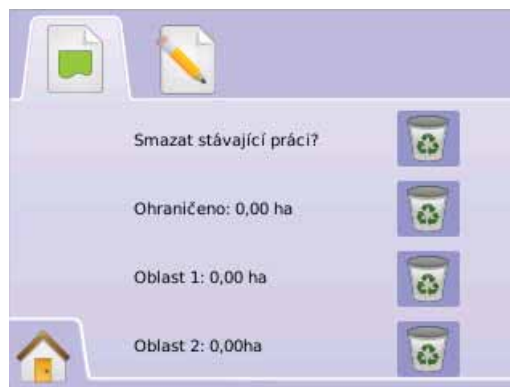 Smazat stávající práci?
Ohraničeno: 0,00 ha
Oblast 1: 0,00 ha
Oblast 2: 0,00ha